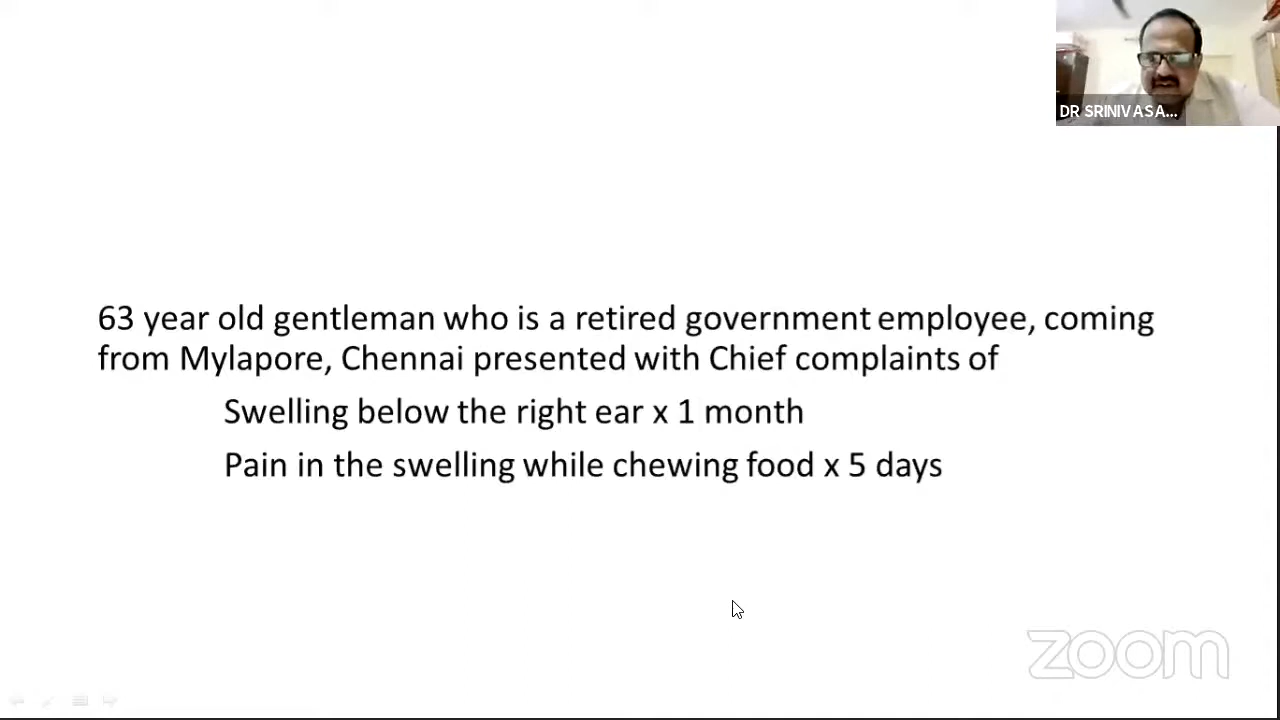 DR SRINIVASA...
63 year old gentleman who is a retired government employee, coming
from Mylapore, Chennai presented with Chief complaints of
Swelling below the right ear x 1 month
Pain in the swelling while chewing food x 5 days
zoom